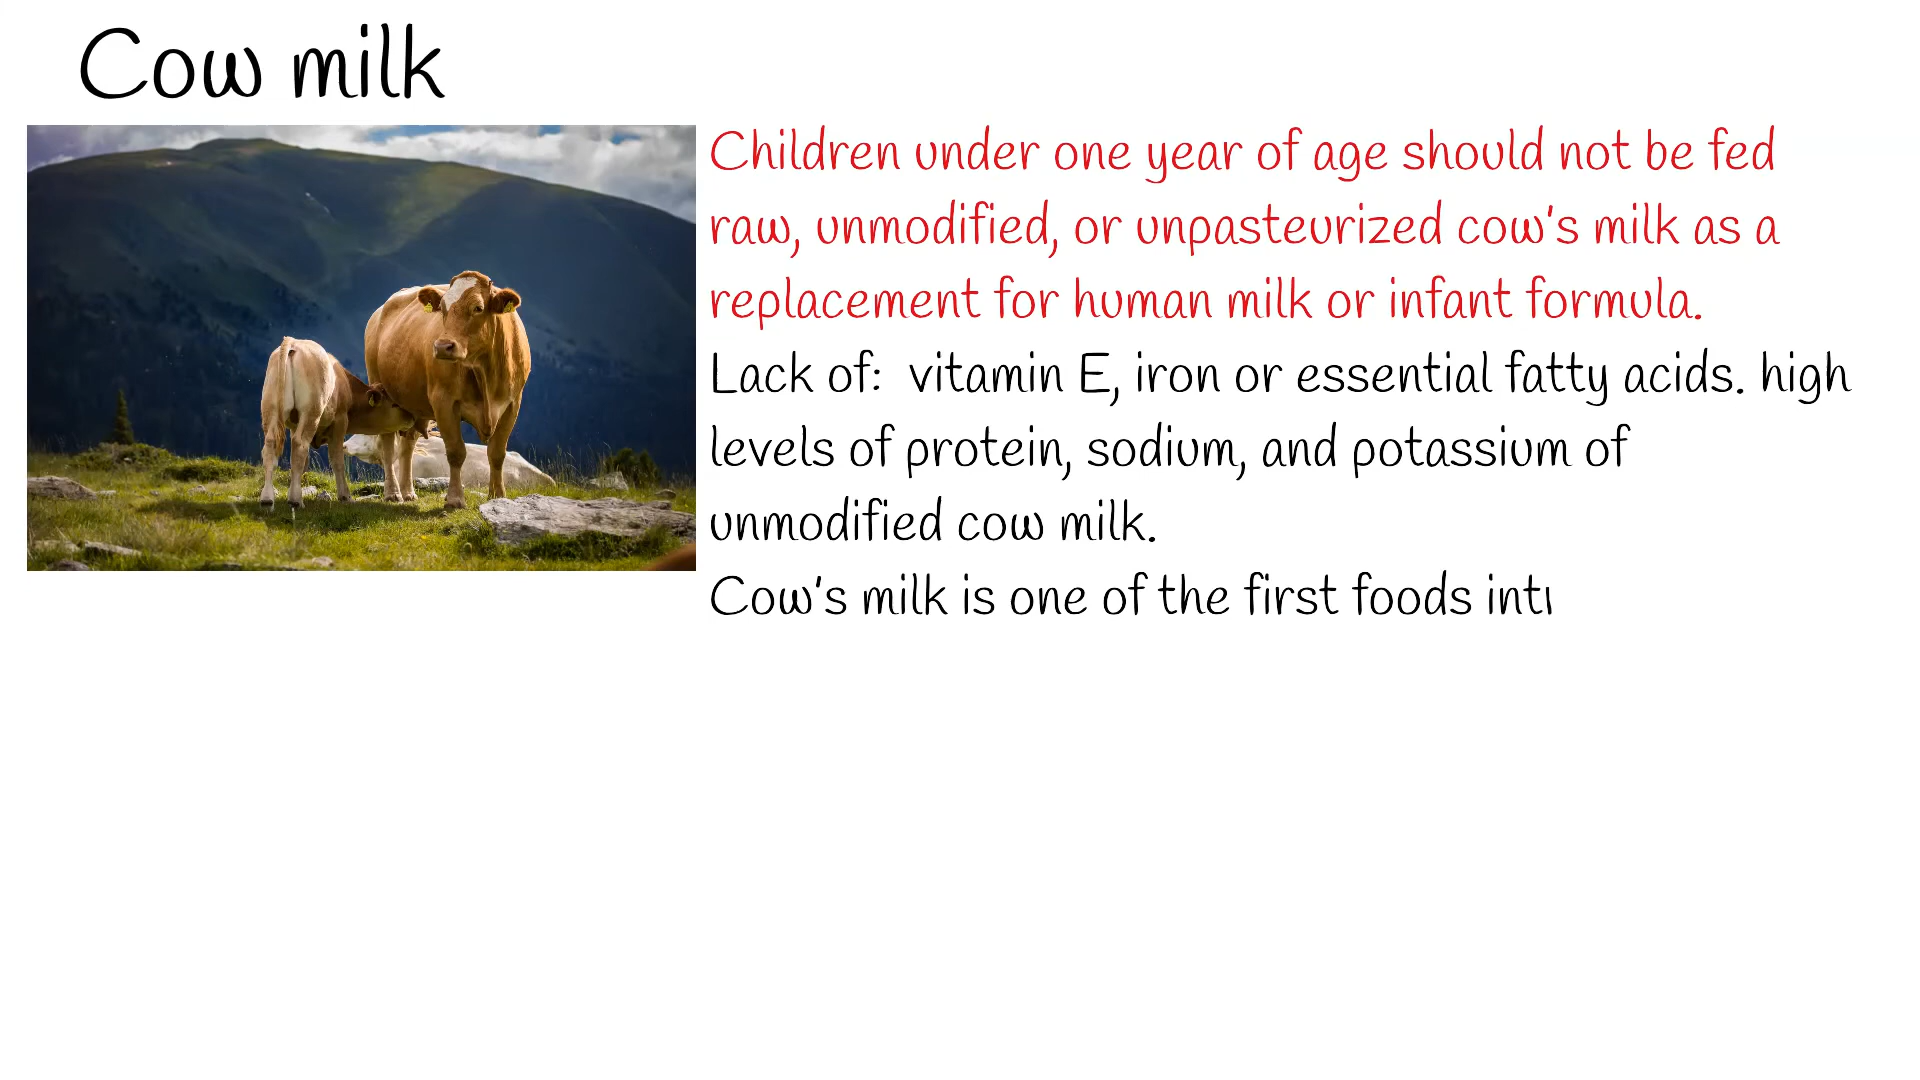 Cow milk
Children under one year of age should not be fed
raw, unmodified, or unpasteurized cow's milk as a
replacement for human milk or infant formula.
Lack of: vitamin E, iron or essential fatty acids. high
levels of protein, sodium, and potassium of
unmodified cow milk.
Cow's milk is one of the first foods